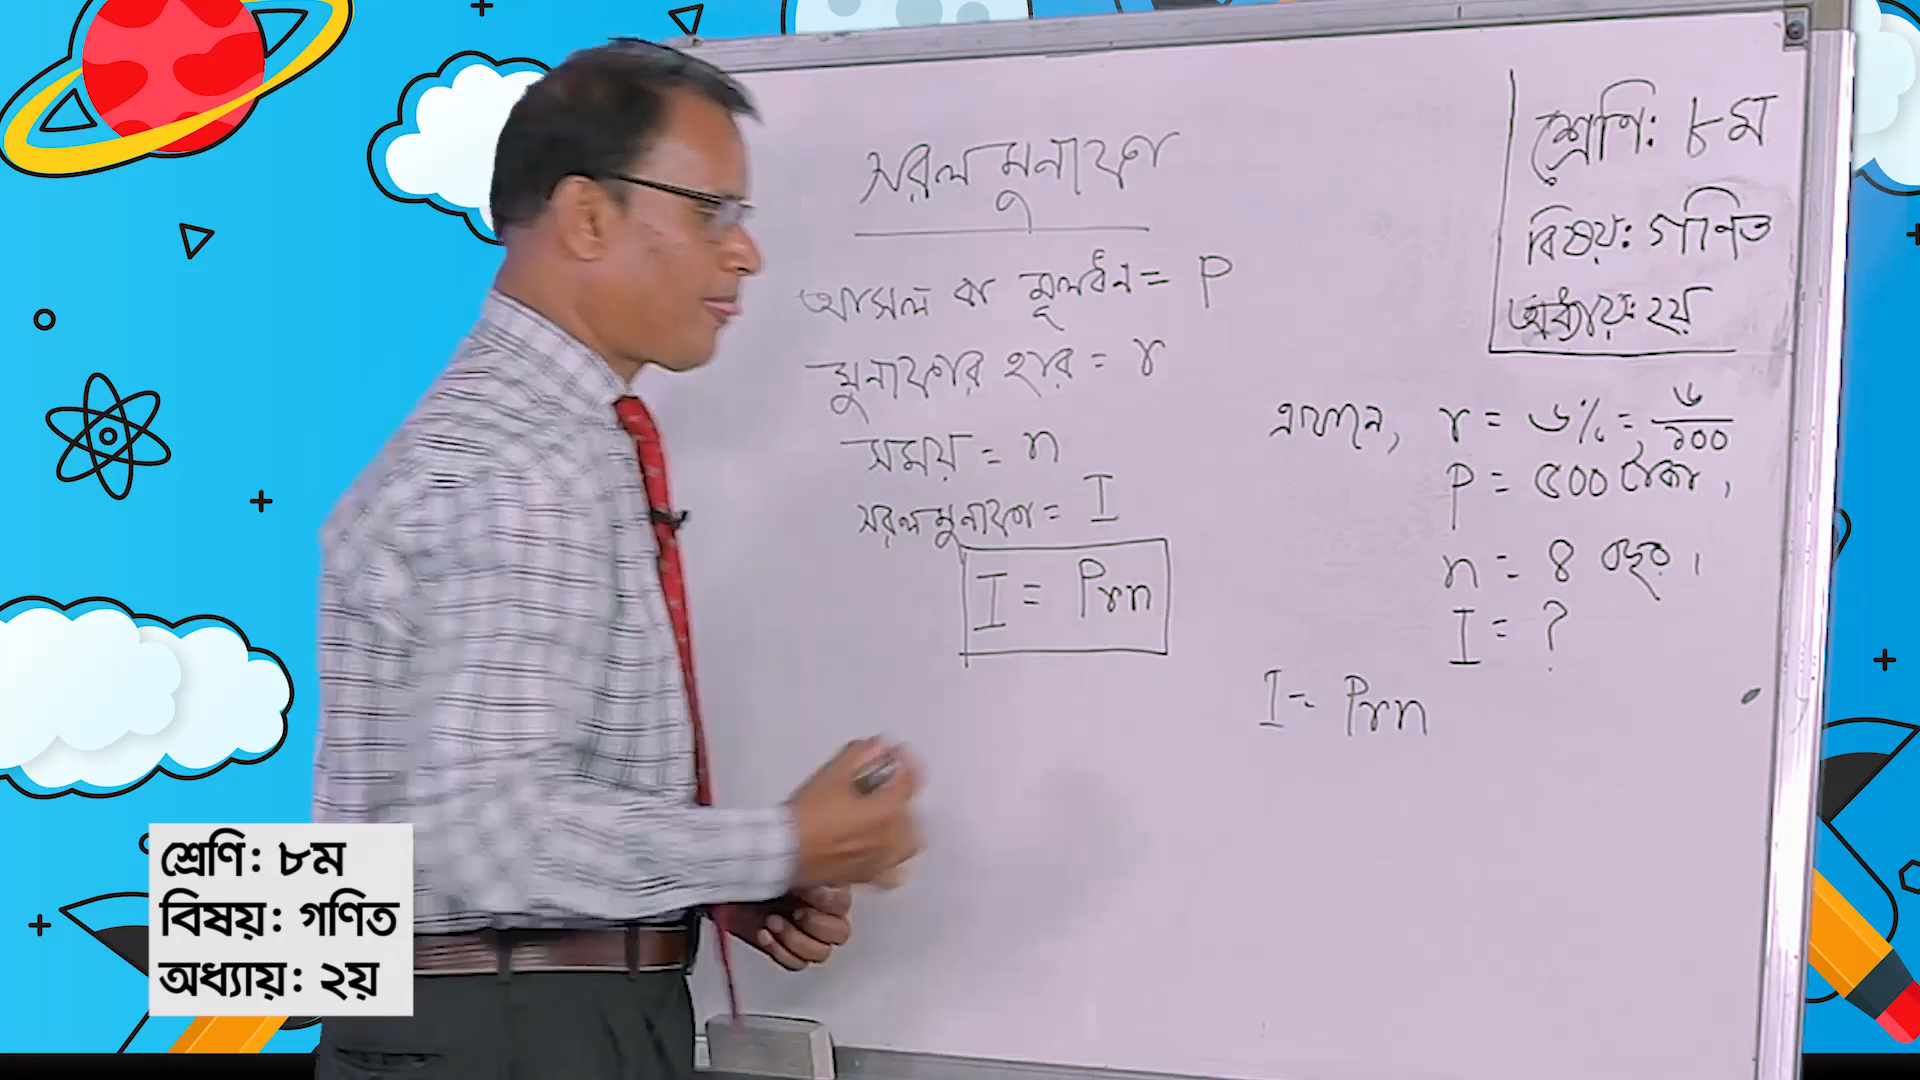 সরল মুনাফা
আসল বা মূলধন = P
মুনাফার হার = r
সময় = n
সরল মুনাফা = I
I = Prn
শ্রেণি: ৮ম
বিষয়: গণিত
অধ্যায়: ২য়
এখানে, r = ৬% = ৬/১০০
P = ৫০০ টাকা,
n = ৪ বছর।
I = ?
I = Prn
শ্রেণি: ৮ম
বিষয়: গণিত
অধ্যায়: ২য়